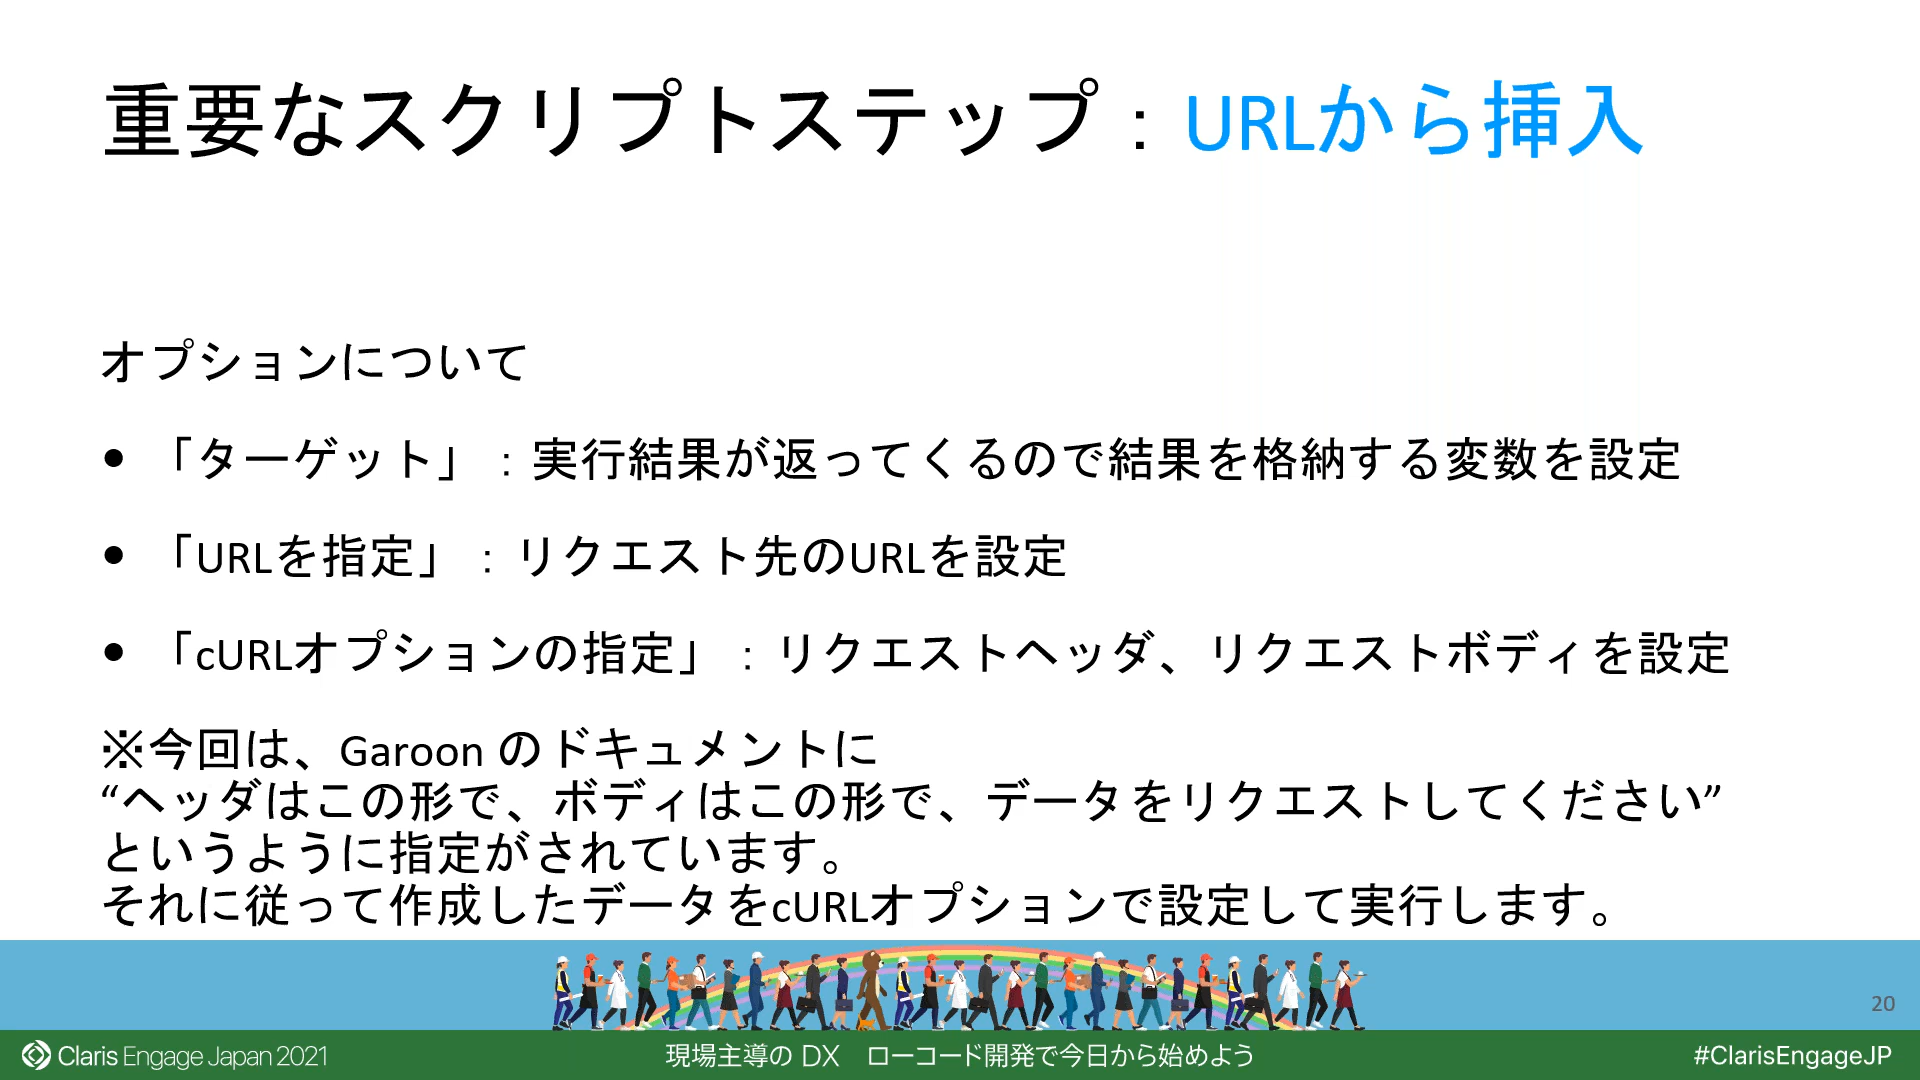 重要なスクリプトステップ：URLから挿入
オプションについて
• 「ターゲット」：実行結果が返ってくるので結果を格納する変数を設定
• 「URLを指定」：リクエスト先のURLを設定
• 「cURLオプションの指定」：リクエストヘッダ、リクエストボディを設定
※今回は、Garoon のドキュメントに
“ヘッダはこの形で、ボディはこの形で、データをリクエストしてください”
というように指定がされています。
それに従って作成したデータをcURLオプションで設定して実行します。
20
Claris Engage Japan 2021
現場主導の DX　ローコード開発で今日から始めよう
#ClarisEngageJP